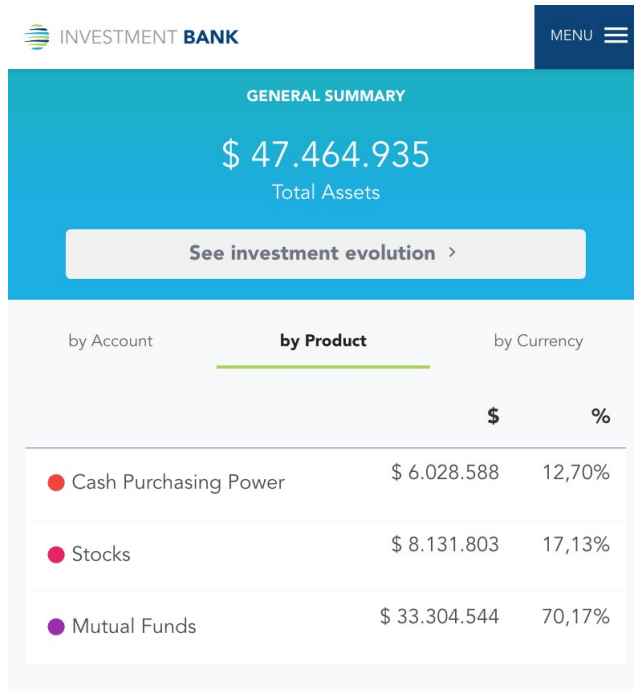 INVESTMENT BANK
MENU
GENERAL SUMMARY
$ 47.464.935
Total Assets
See investment evolution >
by Account by Product by Currency
$ %
Cash Purchasing Power $ 6.028.588 12,70%
Stocks $ 8.131.803 17,13%
Mutual Funds $ 33.304.544 70,17%